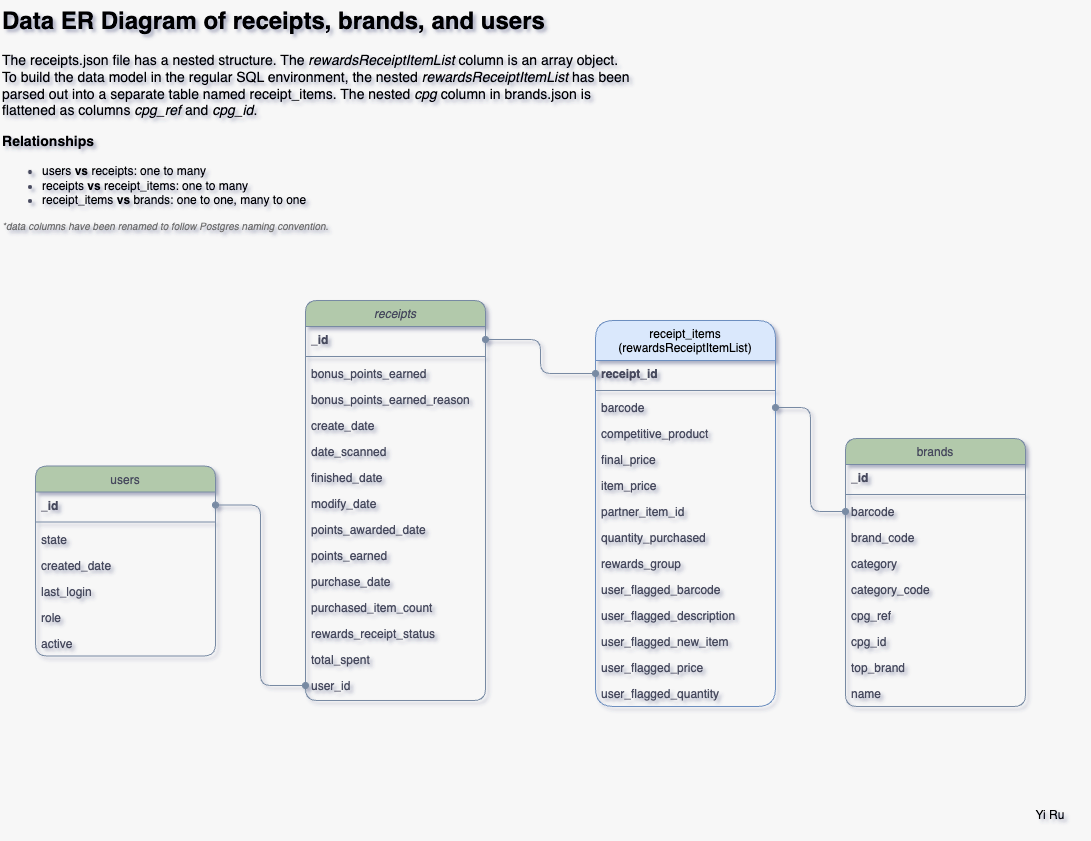 Data ER Diagram of receipts, brands, and users
The receipts.json file has a nested structure. The rewardsReceiptItemList column is an array object.
To build the data model in the regular SQL environment, the nested rewardsReceiptItemList has been
parsed out into a separate table named receipt_items. The nested cpg column in brands.json is
flattened as columns cpg_ref and cpg_id.
Relationships
• users vs receipts: one to many
• receipts vs receipt_items: one to many
• receipt_items vs brands: one to one, many to one
*data columns have been renamed to follow Postgres naming convention.
users
_id
state
created_date
last_login
role
active
receipts
_id
bonus_points_earned
bonus_points_earned_reason
create_date
date_scanned
finished_date
modify_date
points_awarded_date
points_earned
purchase_date
purchased_item_count
rewards_receipt_status
total_spent
user_id
receipt_items
(rewardsReceiptItemList)
receipt_id
barcode
competitive_product
final_price
item_price
partner_item_id
quantity_purchased
rewards_group
user_flagged_barcode
user_flagged_description
user_flagged_new_item
user_flagged_price
user_flagged_quantity
brands
_id
barcode
brand_code
category
category_code
cpg_ref
cpg_id
top_brand
name
Yi Ru